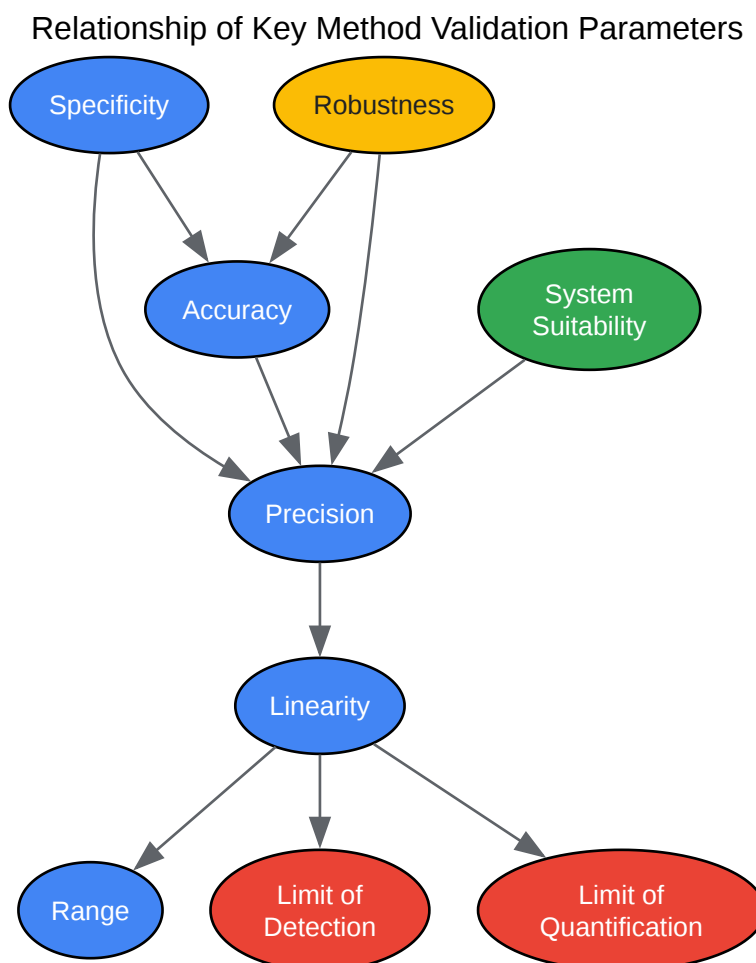 Relationship of Key Method Validation Parameters
Specificity
Robustness
Accuracy
System
Suitability
Precision
Linearity
Range
Limit of
Detection
Limit of
Quantification